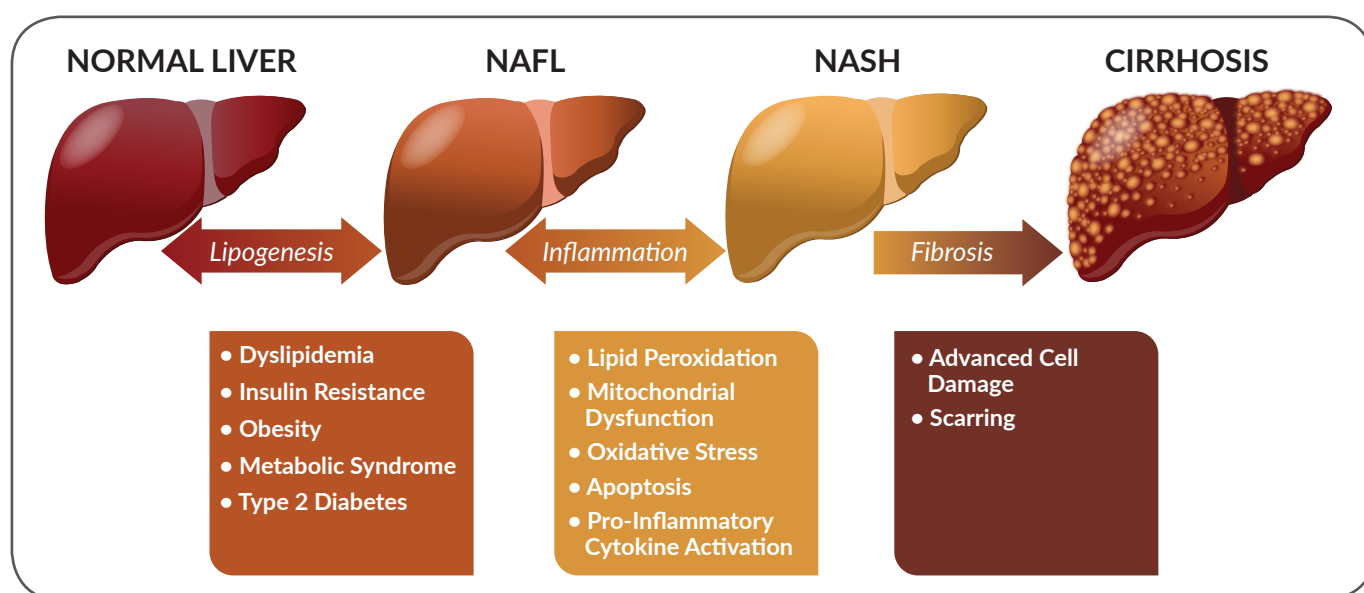 NORMAL LIVER
NAFL
NASH
CIRRHOSIS
Lipogenesis
Inflammation
Fibrosis
• Dyslipidemia
• Insulin Resistance
• Obesity
• Metabolic Syndrome
• Type 2 Diabetes
• Lipid Peroxidation
• Mitochondrial
Dysfunction
• Oxidative Stress
• Apoptosis
• Pro-Inflammatory
Cytokine Activation
• Advanced Cell
Damage
• Scarring